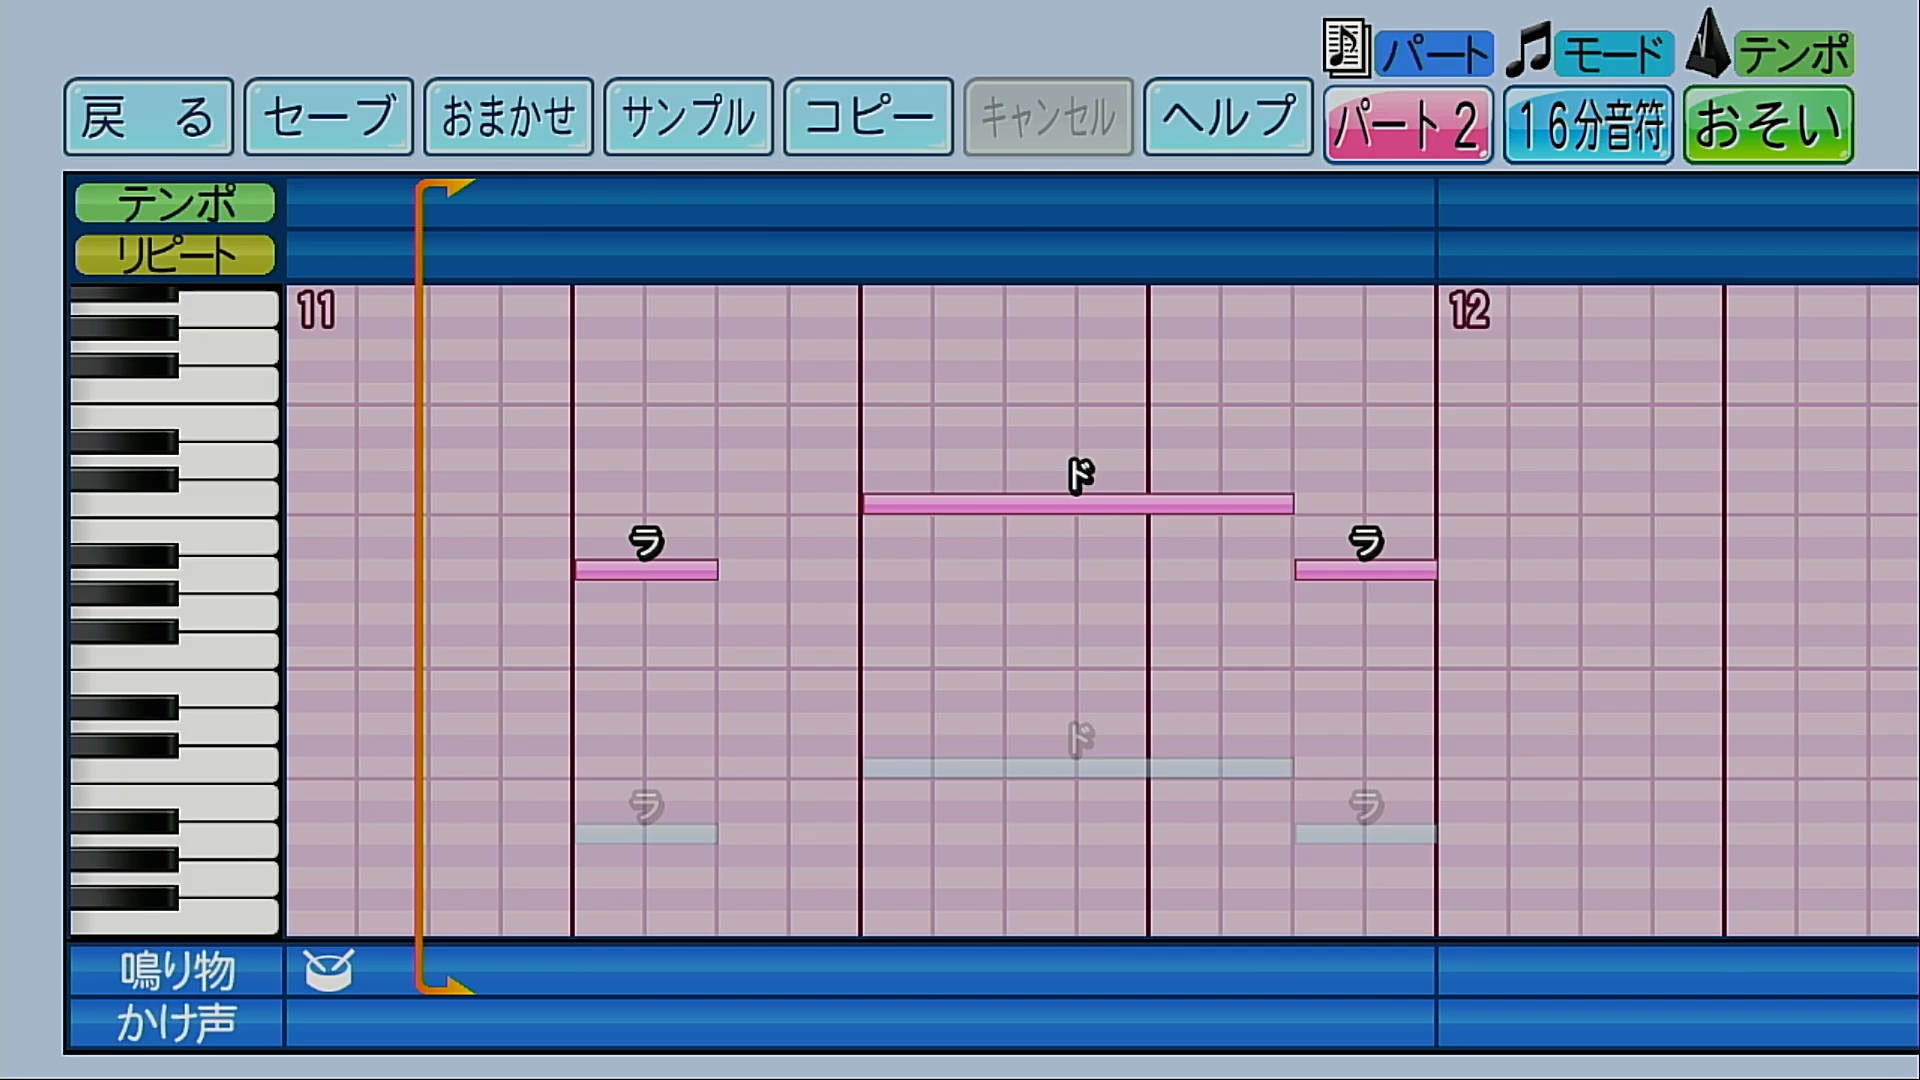 パート モード テンポ
戻る セーブ おまかせ サンプル コピー キャンセル ヘルプ パート2 16分音符 おそい
テンポ
リピート
11 12
ド
ラ ラ
ド
ラ ラ
鳴り物
かけ声